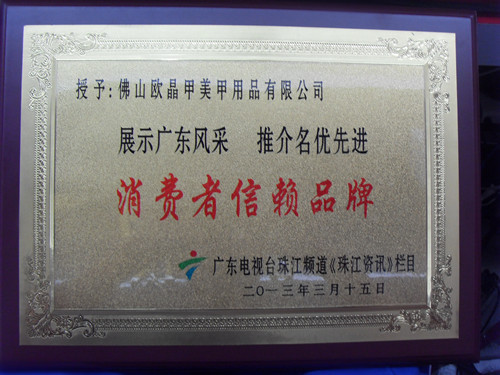 授予:佛山欧晶甲美甲用品有限公司
展示广东风采 推介名优先进
消费者信赖品牌
广东电视台珠江频道《珠江资讯》栏目
二〇一三年三月十五日